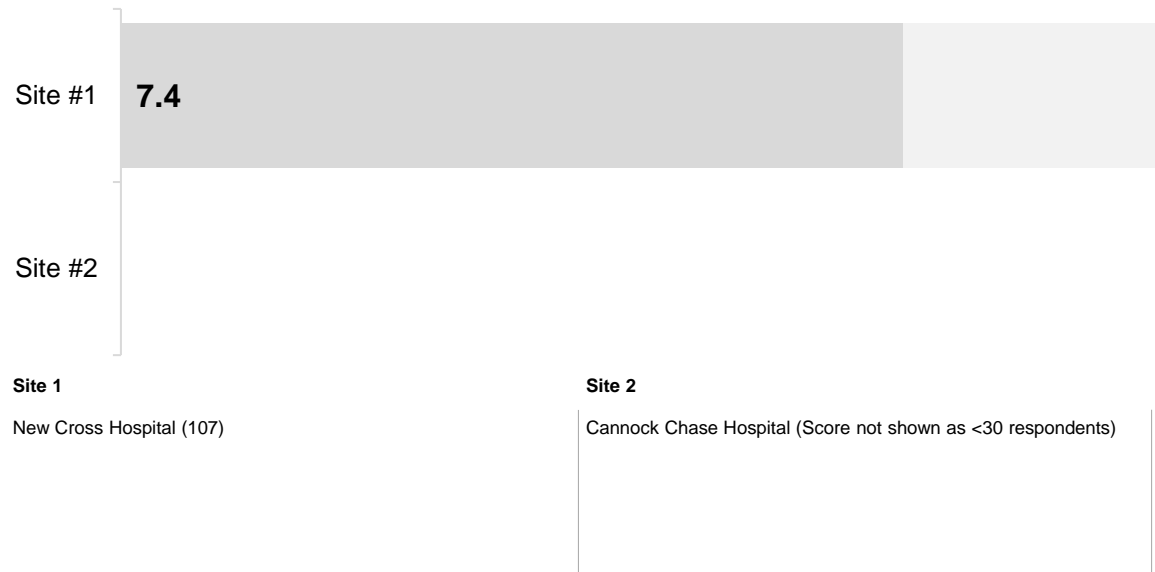 Site #1
7.4
Site #2
Site 1
Site 2
New Cross Hospital (107)
Cannock Chase Hospital (Score not shown as <30 respondents)